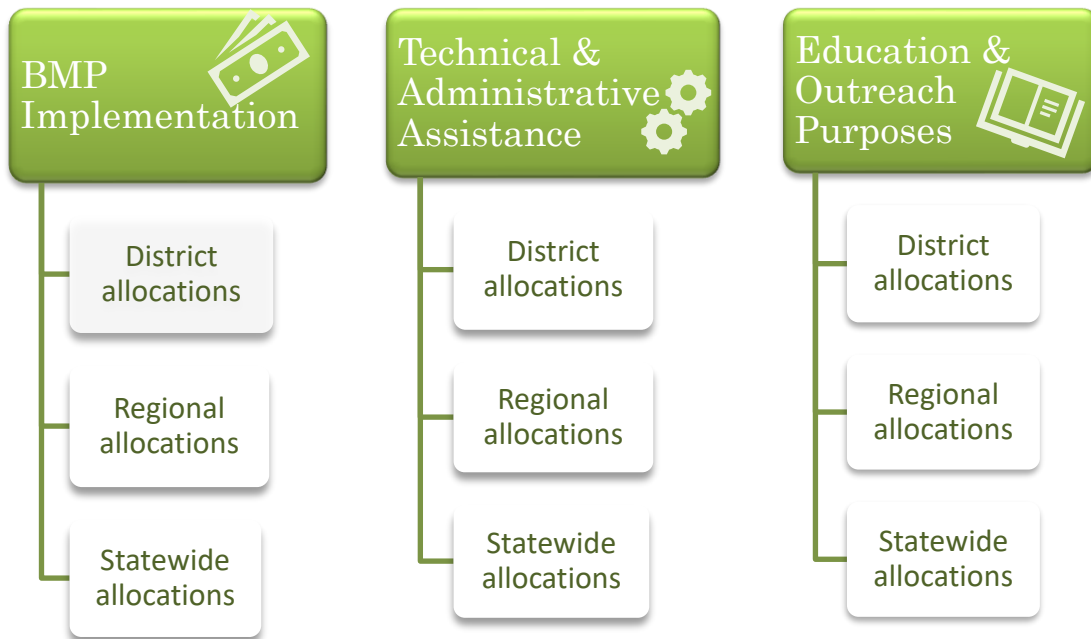 BMP
Implementation
District
allocations
Regional
allocations
Statewide
allocations
Technical &
Administrative
Assistance
District
allocations
Regional
allocations
Statewide
allocations
Education &
Outreach
Purposes
District
allocations
Regional
allocations
Statewide
allocations